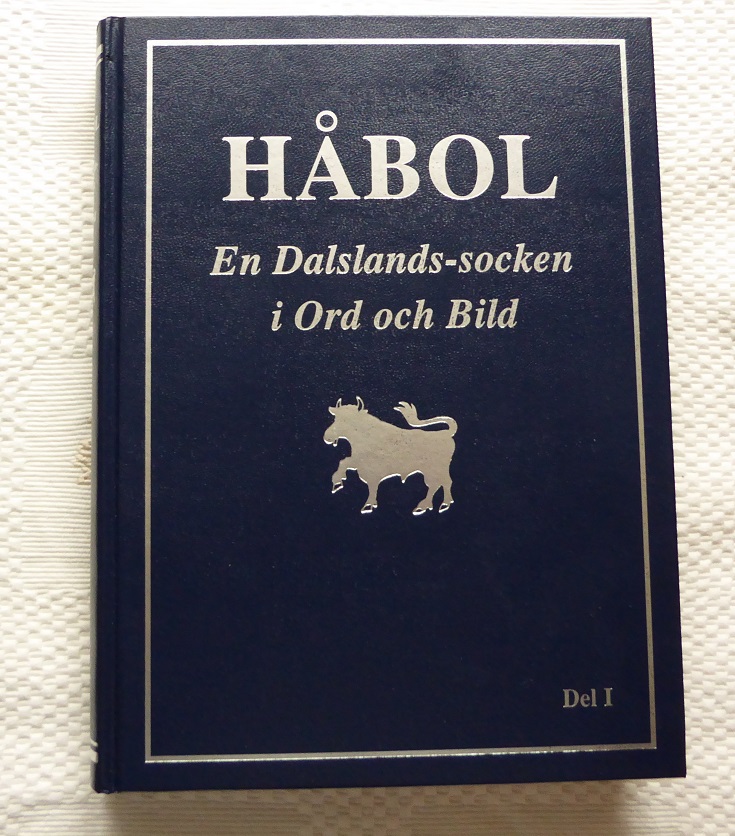 HÅBOL
En Dalslands-socken
i Ord och Bild
Del I